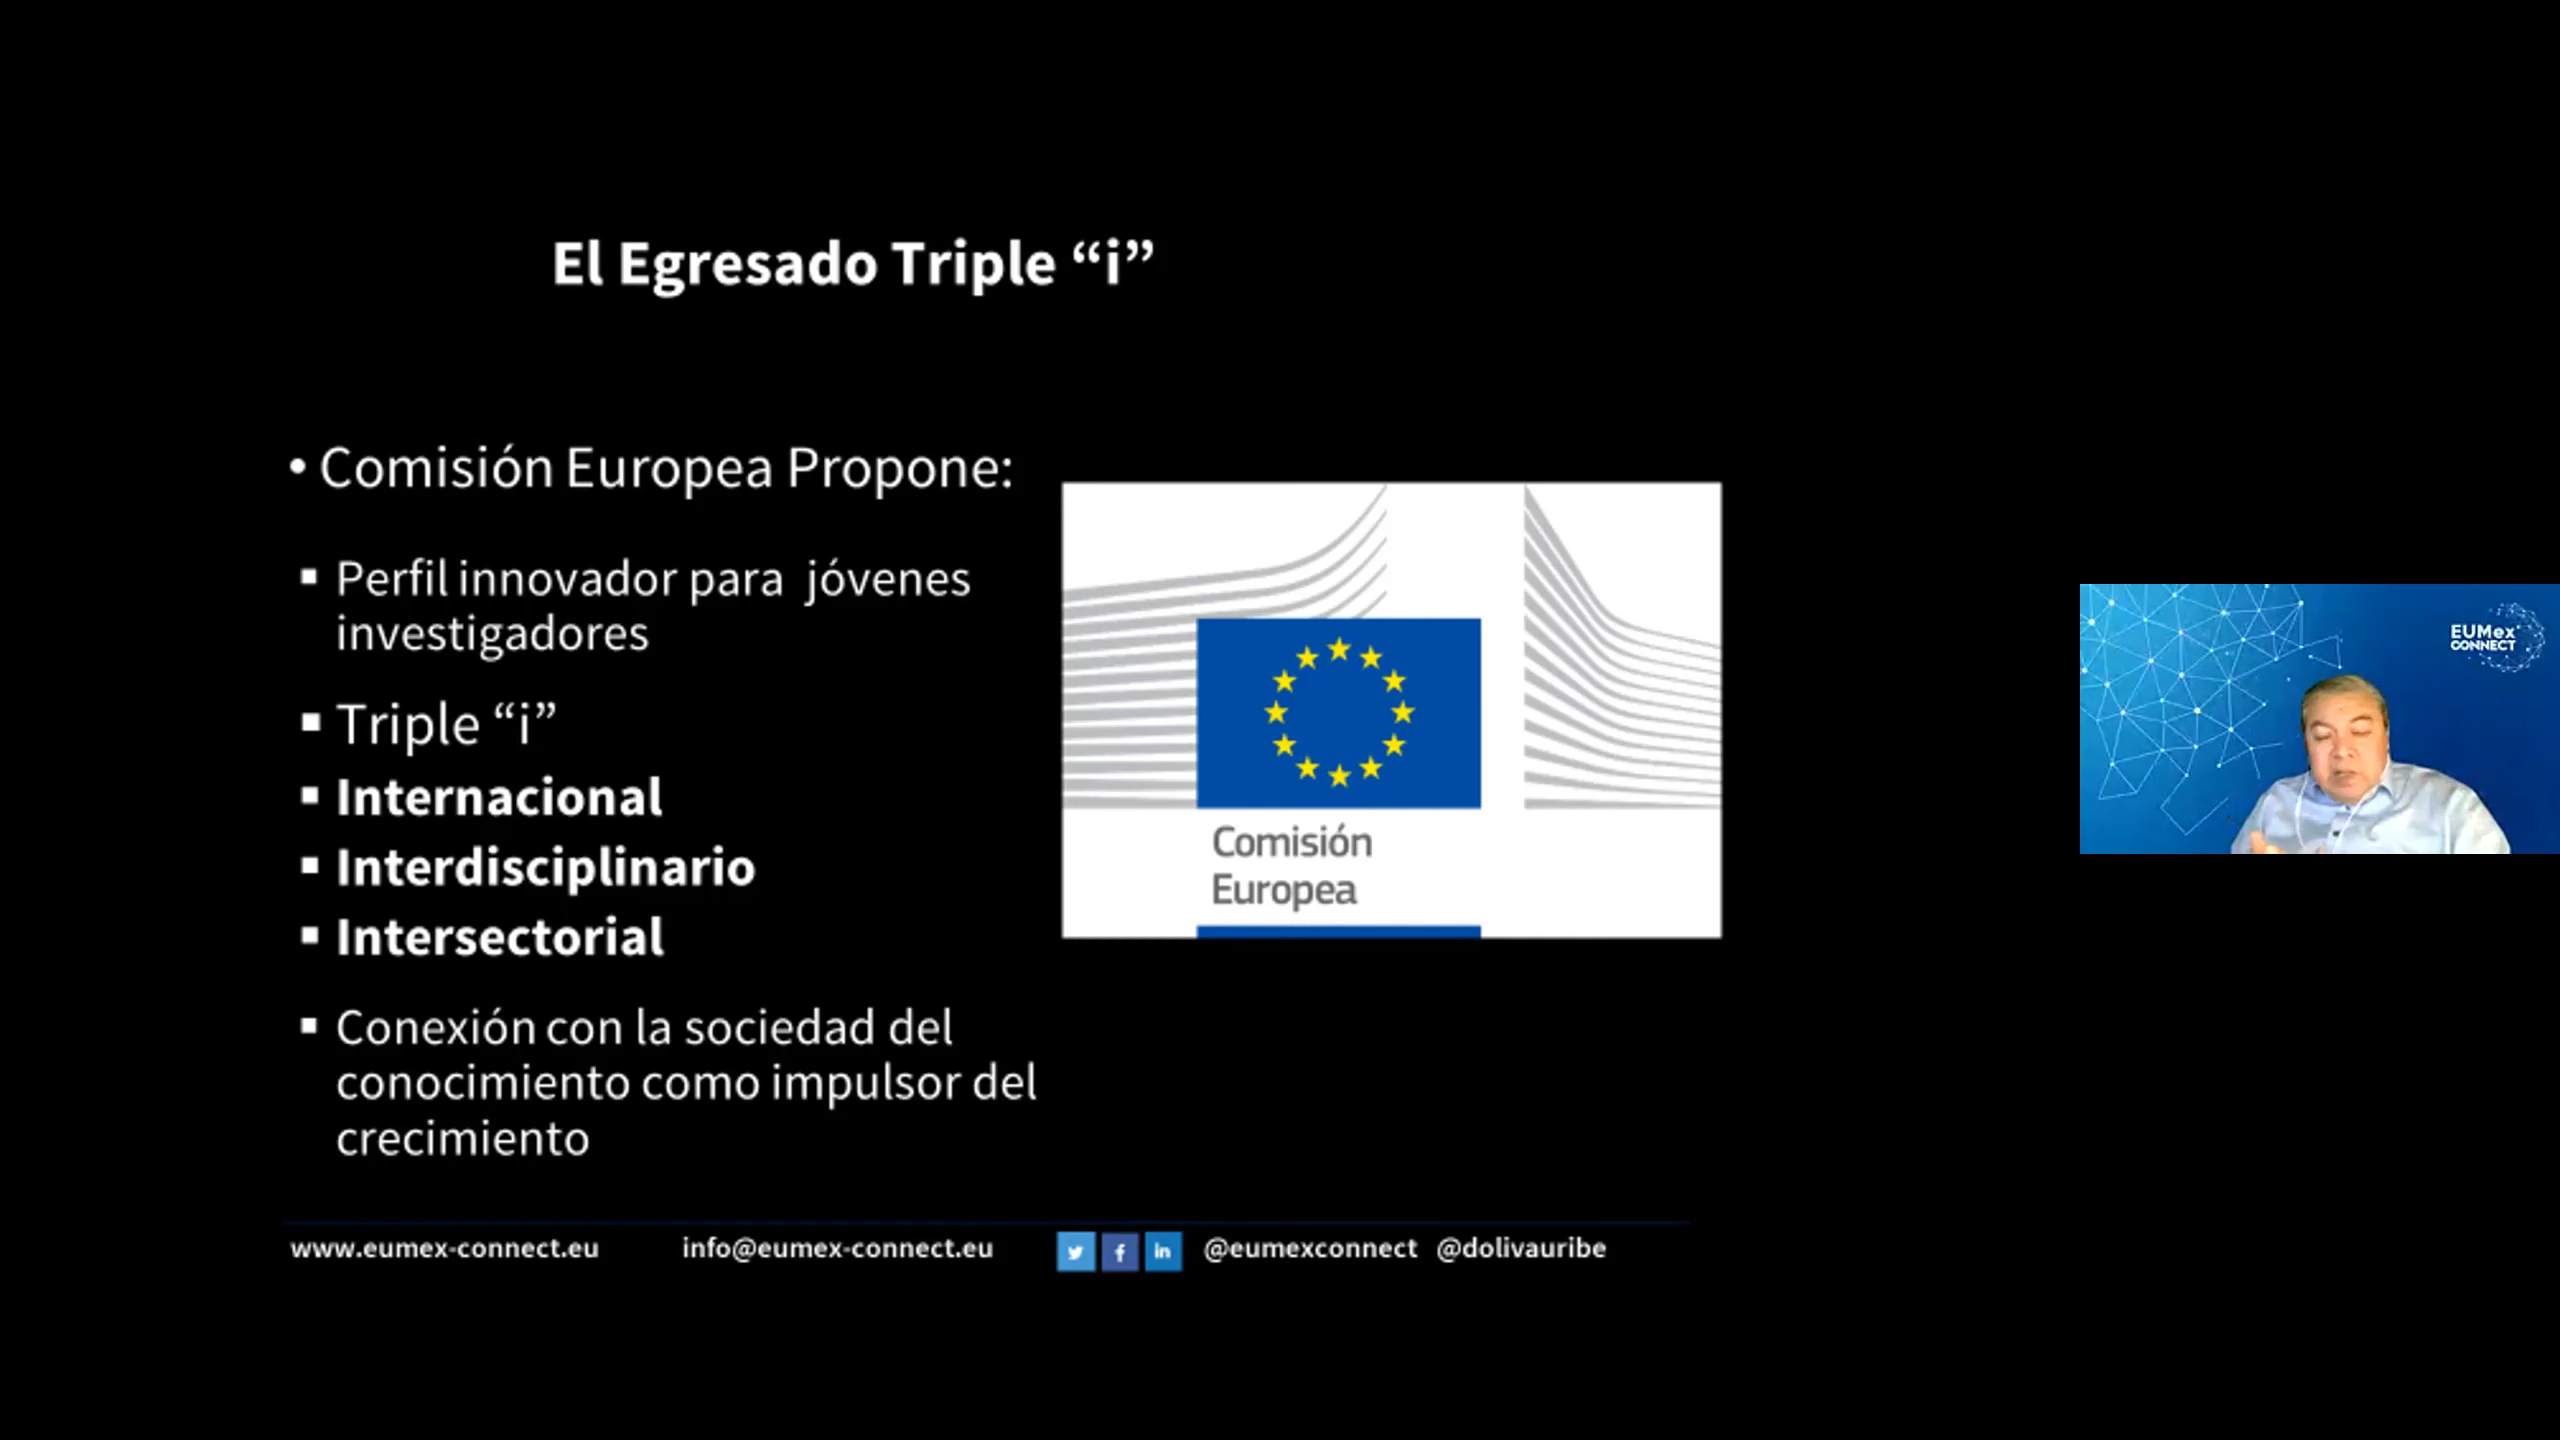 El Egresado Triple “i”
• Comisión Europea Propone:
▪ Perfil innovador para jóvenes
investigadores
▪ Triple “i”
▪ Internacional
▪ Interdisciplinario
▪ Intersectorial
▪ Conexión con la sociedad del
conocimiento como impulsor del
crecimiento
Comisión
Europea
EUMex
CONNECT
www.eumex-connect.eu info@eumex-connect.eu @eumexconnect @dolivauribe